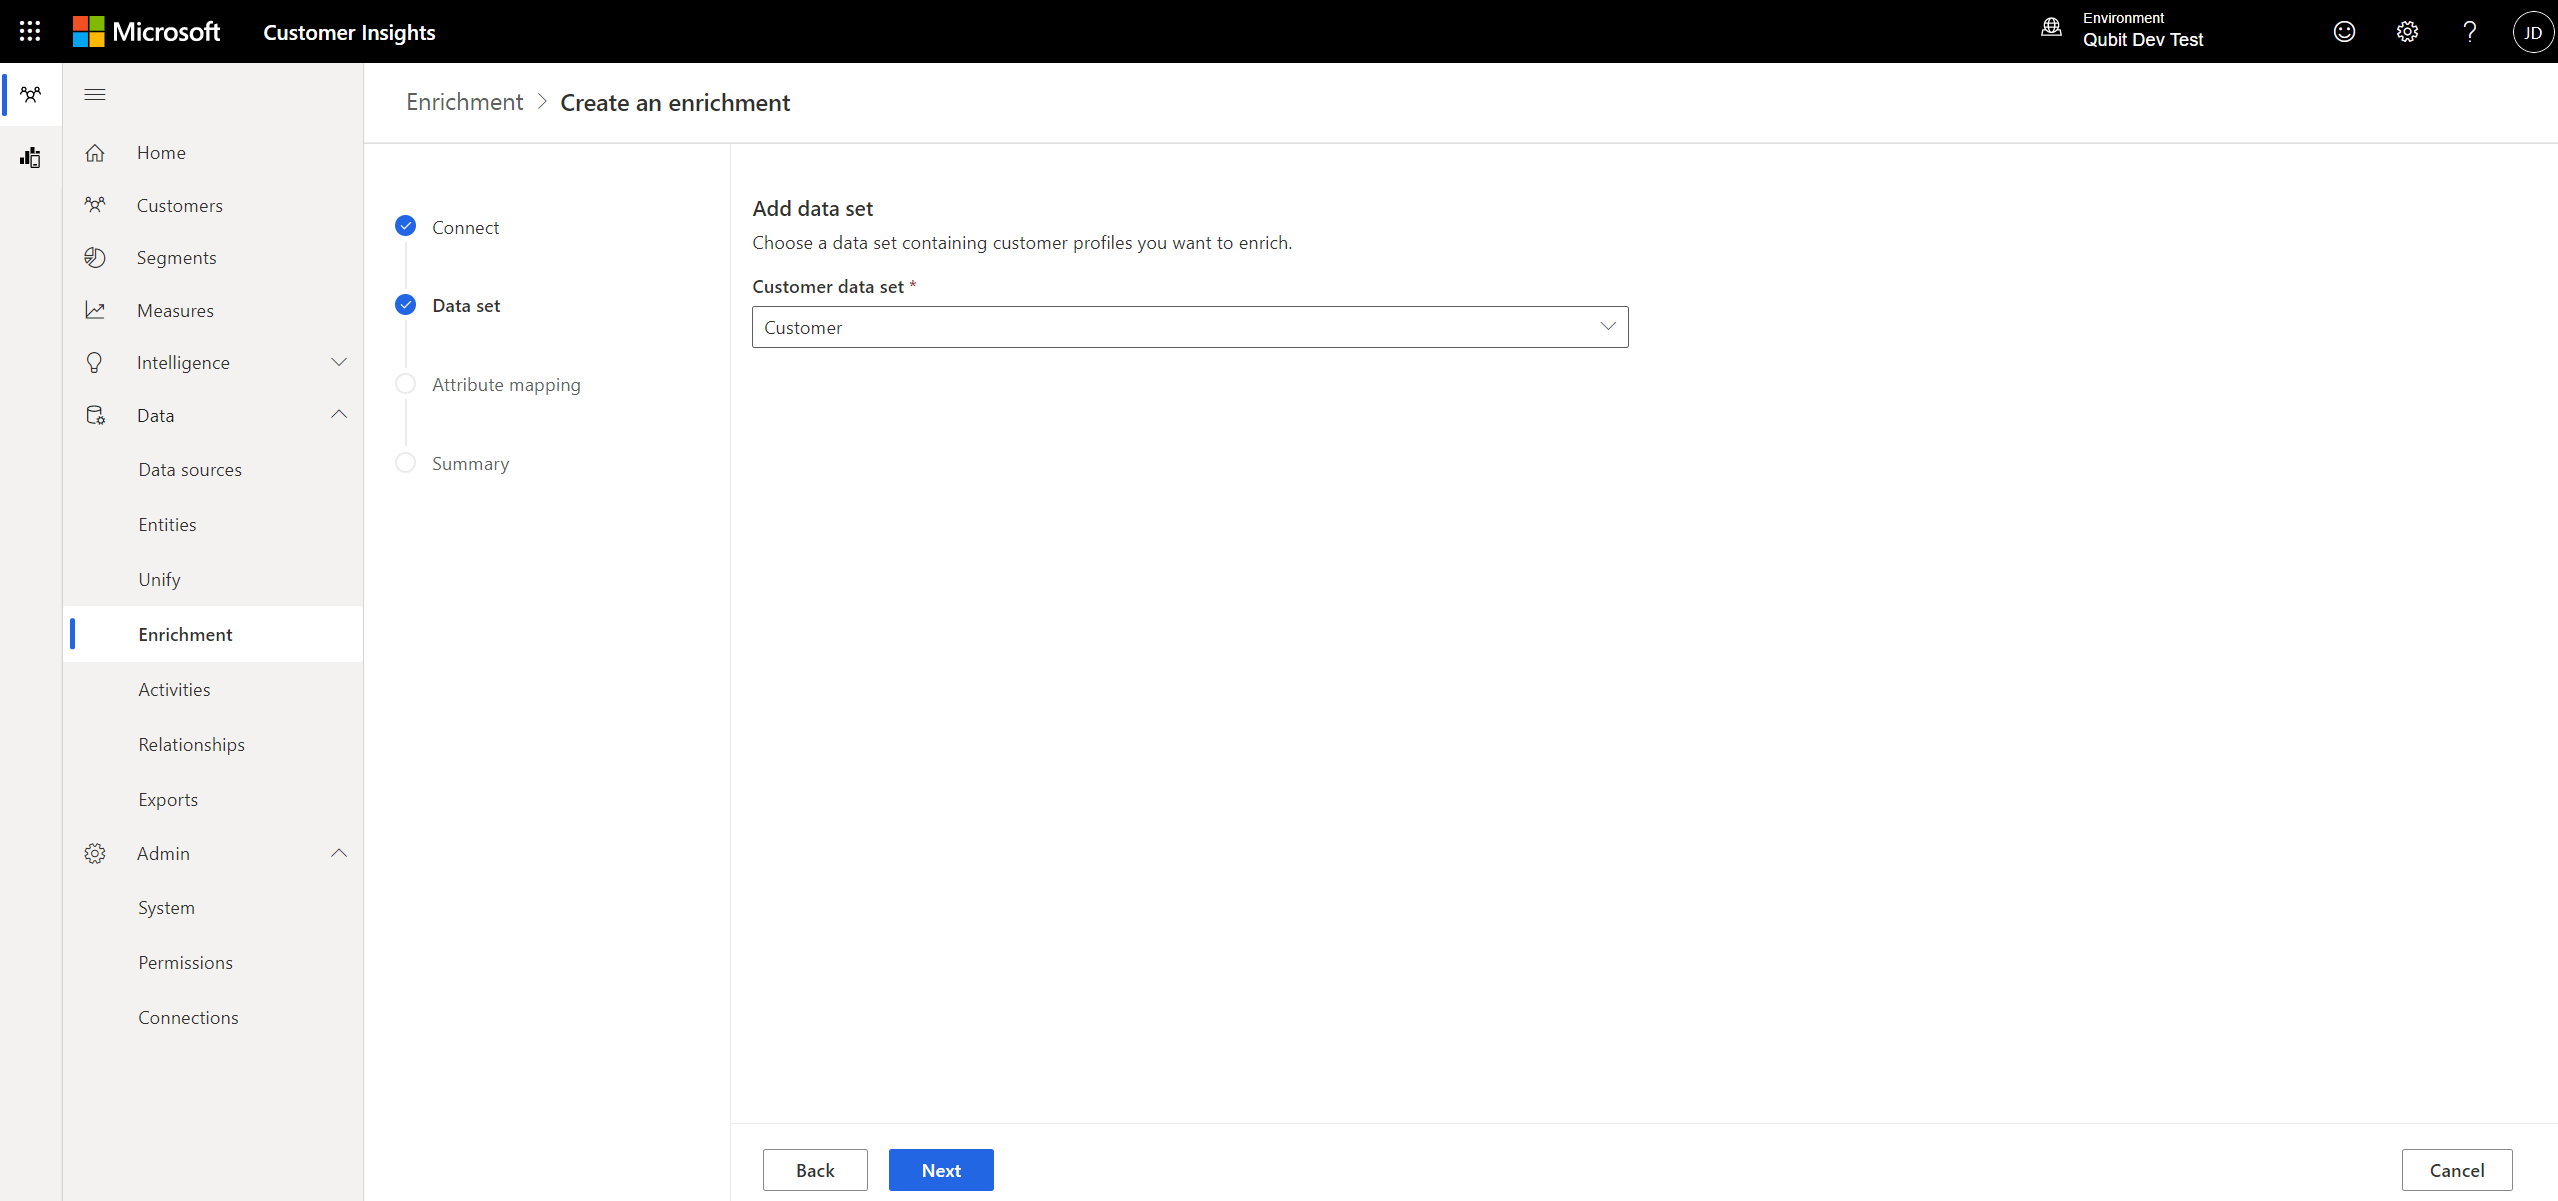 Microsoft
Customer Insights
Environment
Qubit Dev Test
JD
Home
Customers
Segments
Measures
Intelligence
Data
Data sources
Entities
Unify
Enrichment
Activities
Relationships
Exports
Admin
System
Permissions
Connections
Enrichment > Create an enrichment
Connect
Data set
Attribute mapping
Summary
Add data set
Choose a data set containing customer profiles you want to enrich.
Customer data set *
Customer
Back
Next
Cancel